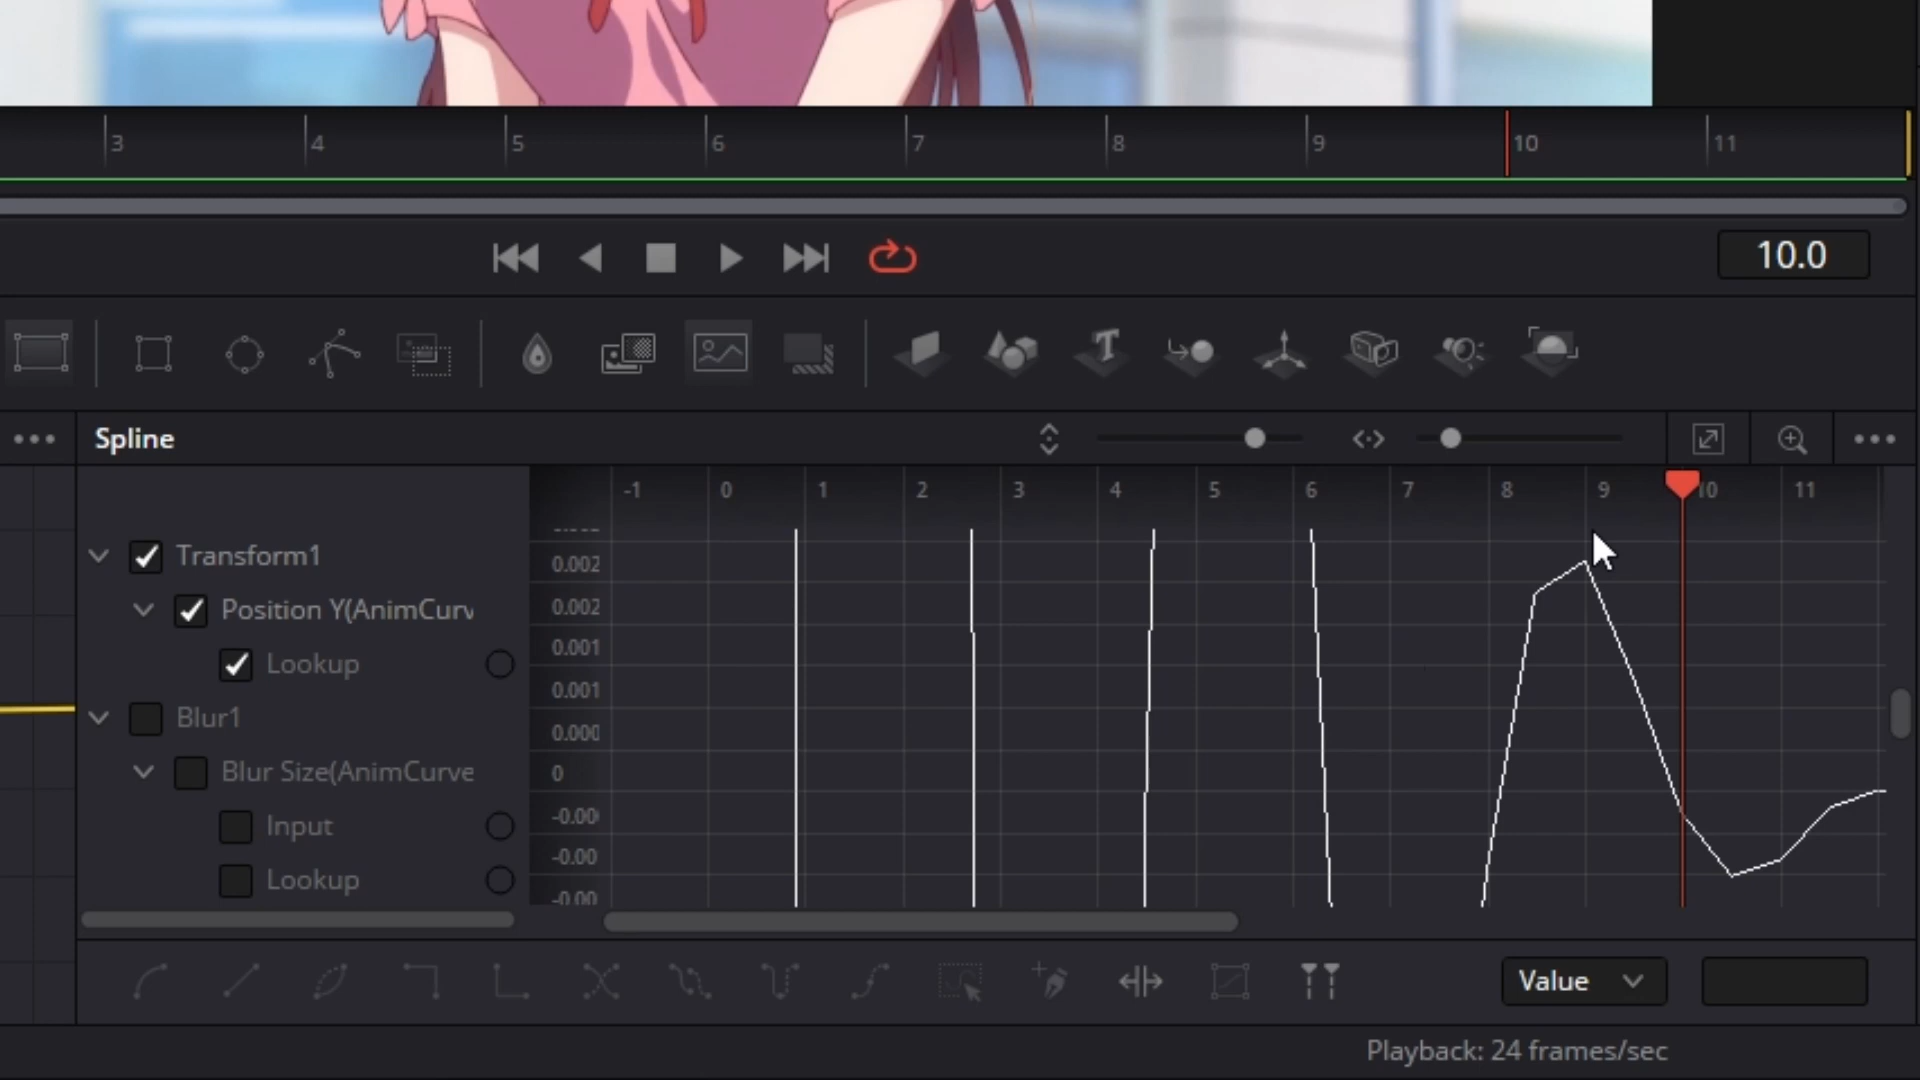 3 4 5 6 7 8 9 10 11
10.0
Spline
-1 0 1 2 3 4 5 6 7 8 9 10 11
Transform1
0.002
Position Y(AnimCurv
0.002
Lookup
0.001
0.001
Blur1
0.000
Blur Size(AnimCurve
0
Input
-0.00
-0.00
Lookup
-0.00
Value
Playback: 24 frames/sec